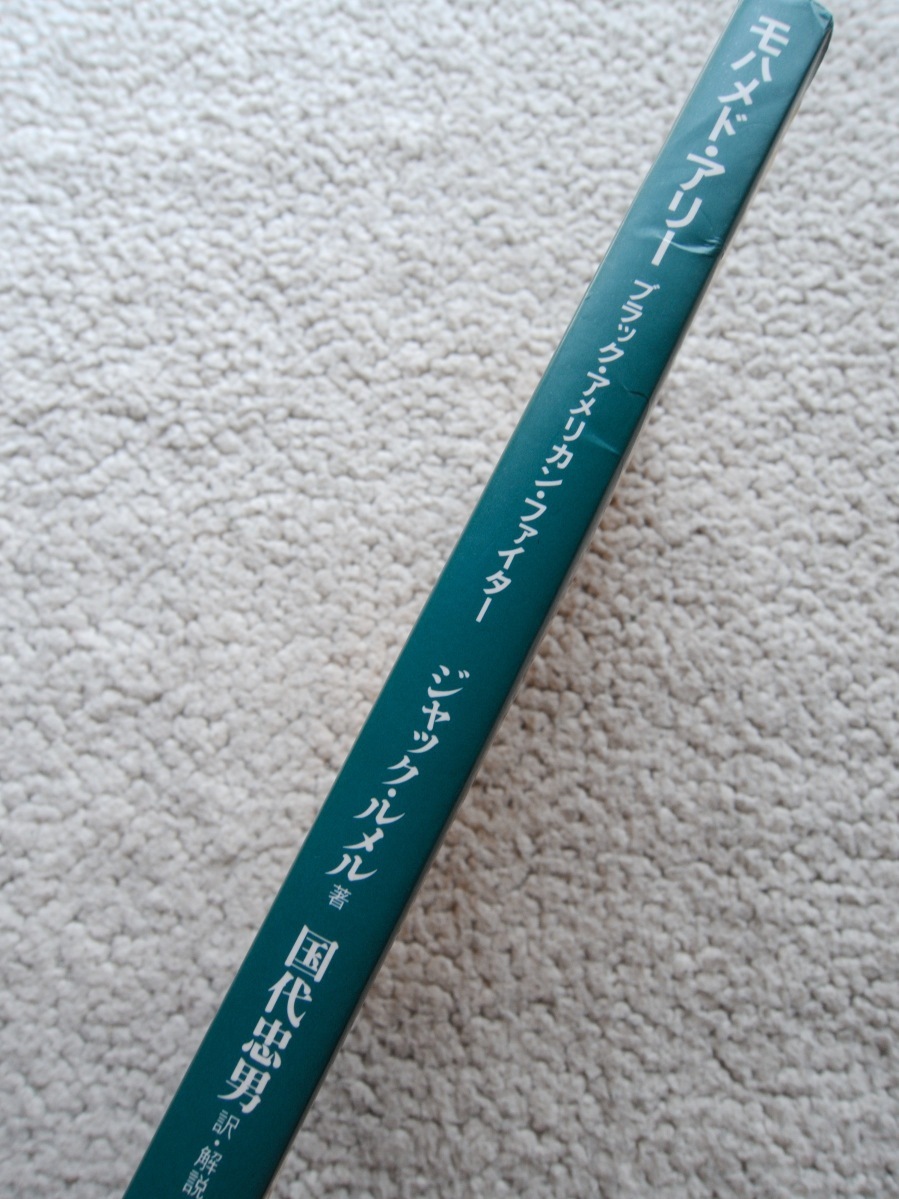 モハメド・アリー ブラック・アメリカン・ファイター ジャック・ルメル 著 国代忠男 訳・解説